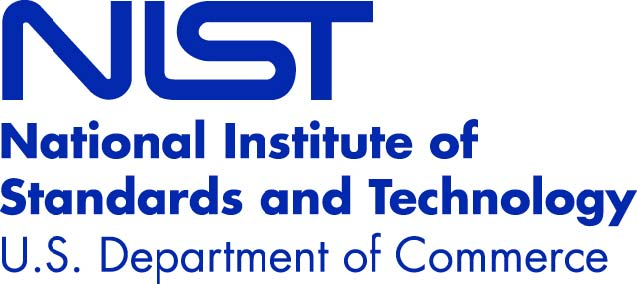 NIST
National Institute of
Standards and Technology
U.S. Department of Commerce